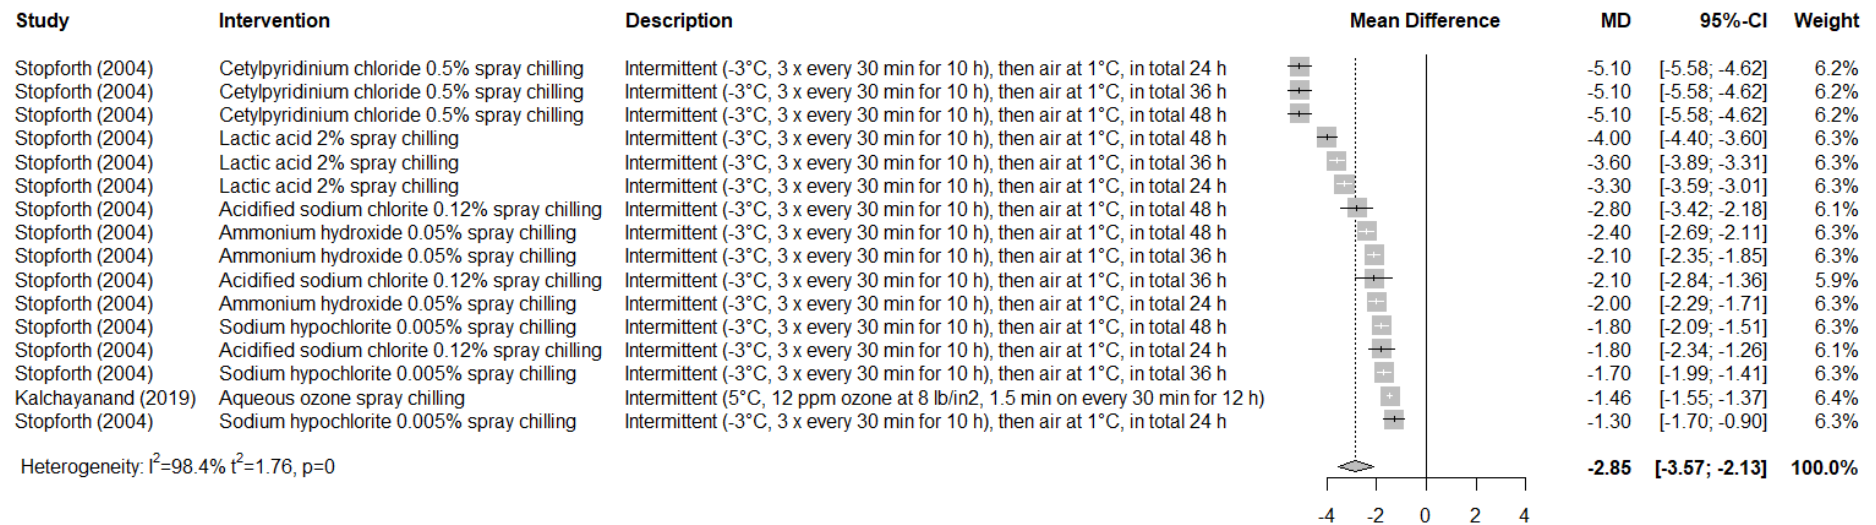 Study Intervention Description Mean Difference MD 95%-CI Weight
Stopforth (2004) Cetylpyridinium chloride 0.5% spray chilling Intermittent (-3°C, 3 x every 30 min for 10 h), then air at 1°C, in total 24 h -5.10 [-5.58; -4.62] 6.2%
Stopforth (2004) Cetylpyridinium chloride 0.5% spray chilling Intermittent (-3°C, 3 x every 30 min for 10 h), then air at 1°C, in total 36 h -5.10 [-5.58; -4.62] 6.2%
Stopforth (2004) Cetylpyridinium chloride 0.5% spray chilling Intermittent (-3°C, 3 x every 30 min for 10 h), then air at 1°C, in total 48 h -5.10 [-5.58; -4.62] 6.2%
Stopforth (2004) Lactic acid 2% spray chilling Intermittent (-3°C, 3 x every 30 min for 10 h), then air at 1°C, in total 48 h -4.00 [-4.40; -3.60] 6.3%
Stopforth (2004) Lactic acid 2% spray chilling Intermittent (-3°C, 3 x every 30 min for 10 h), then air at 1°C, in total 36 h -3.60 [-3.89; -3.31] 6.3%
Stopforth (2004) Lactic acid 2% spray chilling Intermittent (-3°C, 3 x every 30 min for 10 h), then air at 1°C, in total 24 h -3.30 [-3.59; -3.01] 6.3%
Stopforth (2004) Acidified sodium chlorite 0.12% spray chilling Intermittent (-3°C, 3 x every 30 min for 10 h), then air at 1°C, in total 48 h -2.80 [-3.42; -2.18] 6.1%
Stopforth (2004) Ammonium hydroxide 0.05% spray chilling Intermittent (-3°C, 3 x every 30 min for 10 h), then air at 1°C, in total 48 h -2.40 [-2.69; -2.11] 6.3%
Stopforth (2004) Ammonium hydroxide 0.05% spray chilling Intermittent (-3°C, 3 x every 30 min for 10 h), then air at 1°C, in total 36 h -2.10 [-2.35; -1.85] 6.3%
Stopforth (2004) Acidified sodium chlorite 0.12% spray chilling Intermittent (-3°C, 3 x every 30 min for 10 h), then air at 1°C, in total 36 h -2.10 [-2.84; -1.36] 5.9%
Stopforth (2004) Ammonium hydroxide 0.05% spray chilling Intermittent (-3°C, 3 x every 30 min for 10 h), then air at 1°C, in total 24 h -2.00 [-2.29; -1.71] 6.3%
Stopforth (2004) Sodium hypochlorite 0.005% spray chilling Intermittent (-3°C, 3 x every 30 min for 10 h), then air at 1°C, in total 48 h -1.80 [-2.09; -1.51] 6.3%
Stopforth (2004) Acidified sodium chlorite 0.12% spray chilling Intermittent (-3°C, 3 x every 30 min for 10 h), then air at 1°C, in total 24 h -1.80 [-2.34; -1.26] 6.1%
Stopforth (2004) Sodium hypochlorite 0.005% spray chilling Intermittent (-3°C, 3 x every 30 min for 10 h), then air at 1°C, in total 36 h -1.70 [-1.99; -1.41] 6.3%
Kalchayanand (2019) Aqueous ozone spray chilling Intermittent (5°C, 12 ppm ozone at 8 lb/in2, 1.5 min on every 30 min for 12 h) -1.46 [-1.55; -1.37] 6.4%
Stopforth (2004) Sodium hypochlorite 0.005% spray chilling Intermittent (-3°C, 3 x every 30 min for 10 h), then air at 1°C, in total 24 h -1.30 [-1.70; -0.90] 6.3%
Heterogeneity: I²=98.4% t²=1.76, p=0 -2.85 [-3.57; -2.13] 100.0%
-4 -2 0 2 4